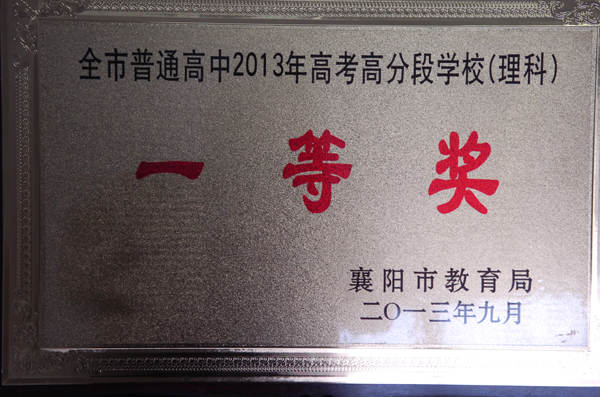 全市普通高中2013年高考高分段学校(理科)
一等奖
襄阳市教育局
二〇一三年九月